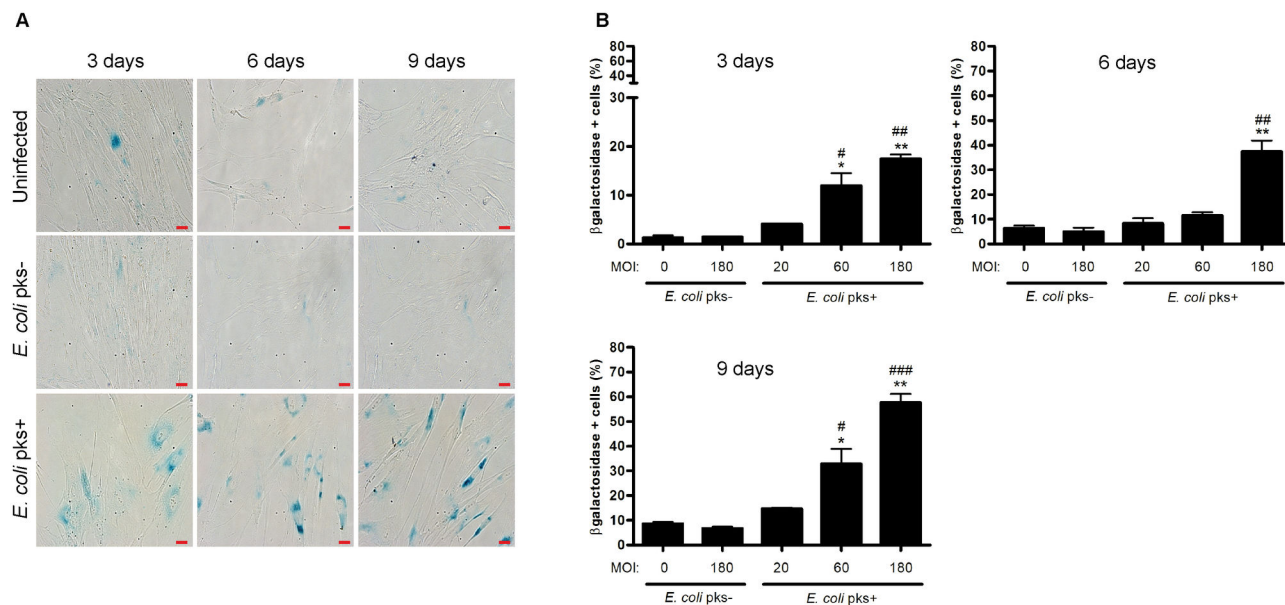 A
3 days 6 days 9 days
Uninfected
E. coli pks-
E. coli pks+
B
3 days
βgalactosidase + cells (%)
80
60
40
30
20
10
0
#
*
##
**
MOI: 0 180 20 60 180
E. coli pks- E. coli pks+
6 days
βgalactosidase + cells (%)
80
70
60
50
40
30
20
10
0
##
**
MOI: 0 180 20 60 180
E. coli pks- E. coli pks+
9 days
βgalactosidase + cells (%)
80
70
60
50
40
30
20
10
0
#
*
###
**
MOI: 0 180 20 60 180
E. coli pks- E. coli pks+